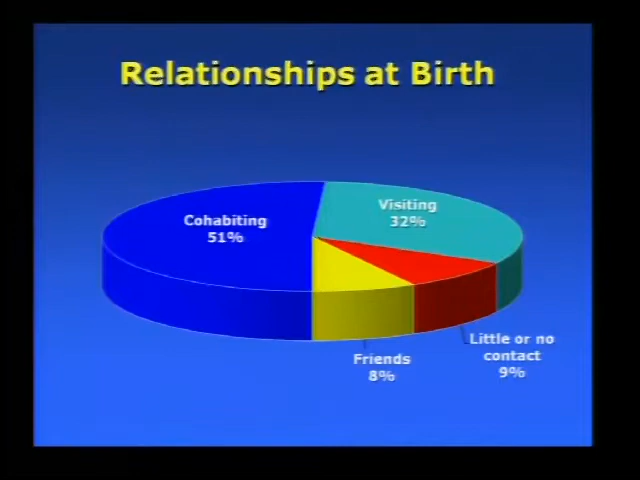 Relationships at Birth
Visiting
32%
Cohabiting
51%
Little or no
contact
9%
Friends
8%